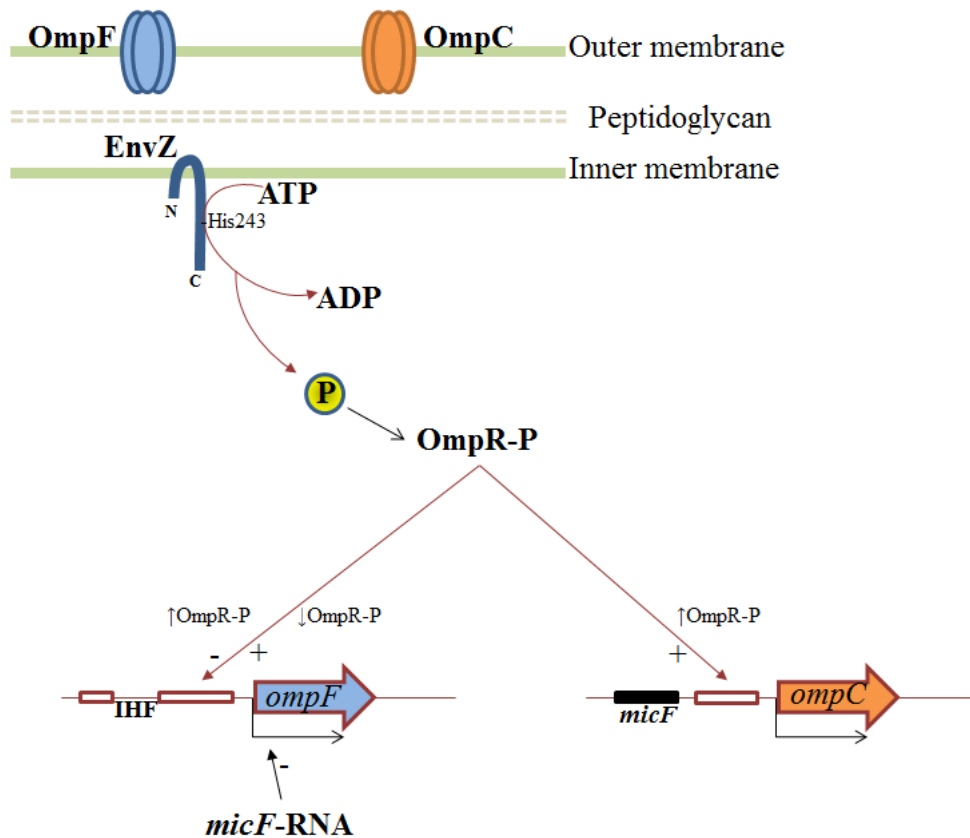 OmpF
OmpC
Outer membrane
Peptidoglycan
EnvZ
Inner membrane
ATP
N
-His243
C
ADP
P
OmpR-P
↑OmpR-P
↓OmpR-P
↑OmpR-P
-
+
+
IHF
ompF
micF
ompC
-
micF-RNA